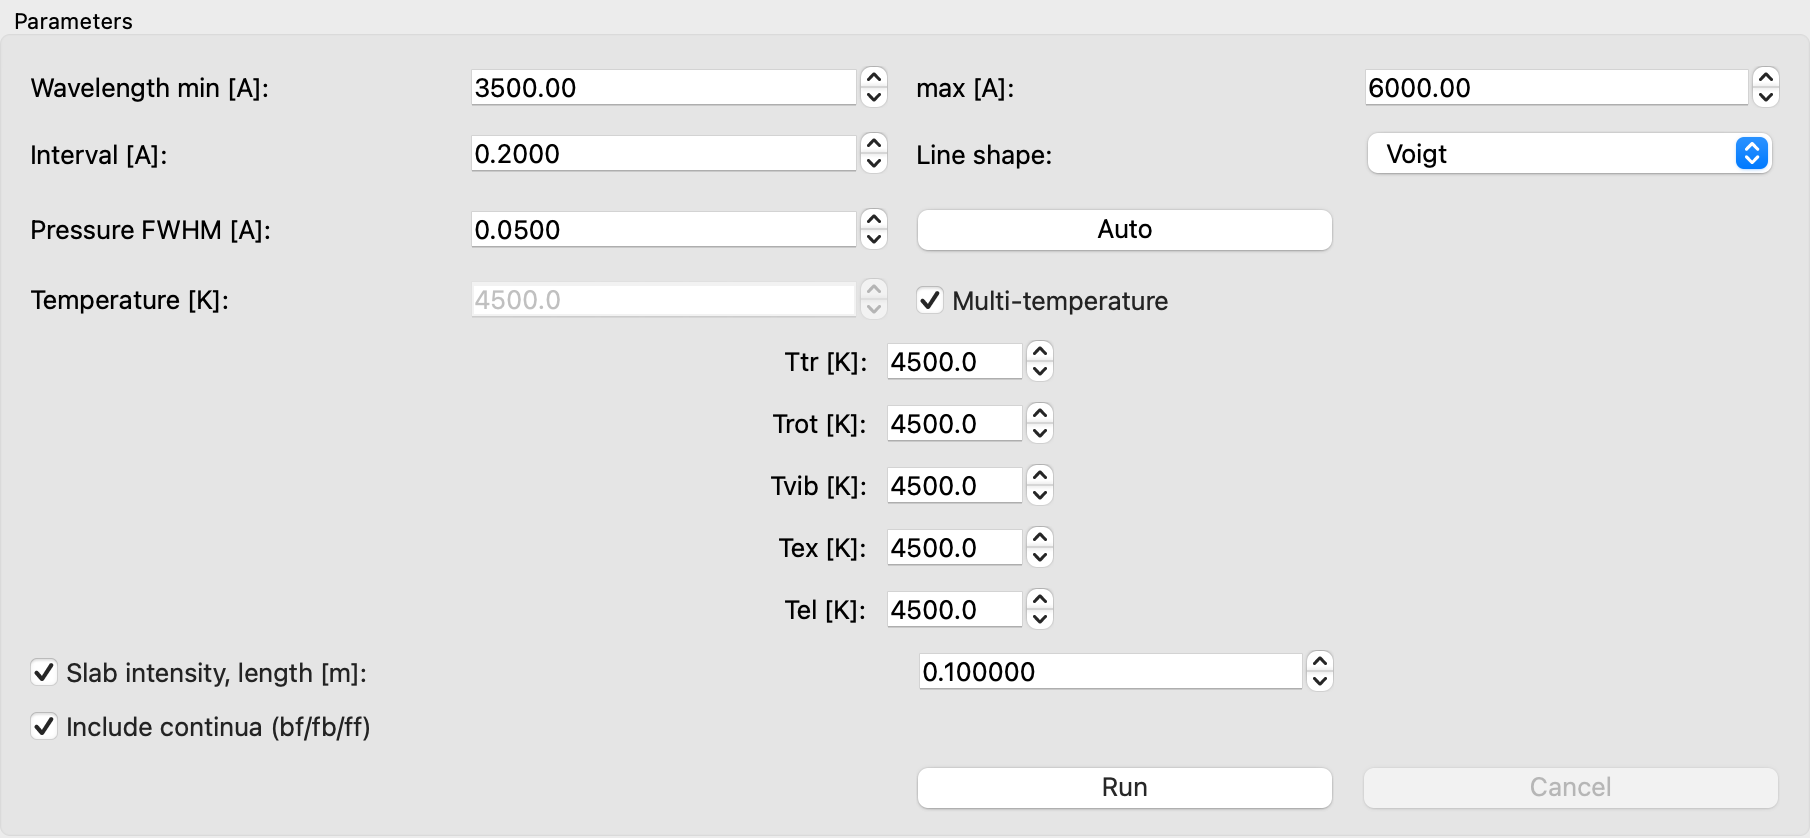 Parameters
Wavelength min [A]: 3500.00 max [A]: 6000.00
Interval [A]: 0.2000 Line shape: Voigt
Pressure FWHM [A]: 0.0500 Auto
Temperature [K]: 4500.0 Multi-temperature
Ttr [K]: 4500.0
Trot [K]: 4500.0
Tvib [K]: 4500.0
Tex [K]: 4500.0
Tel [K]: 4500.0
Slab intensity, length [m]: 0.100000
Include continua (bf/fb/ff)
Run Cancel